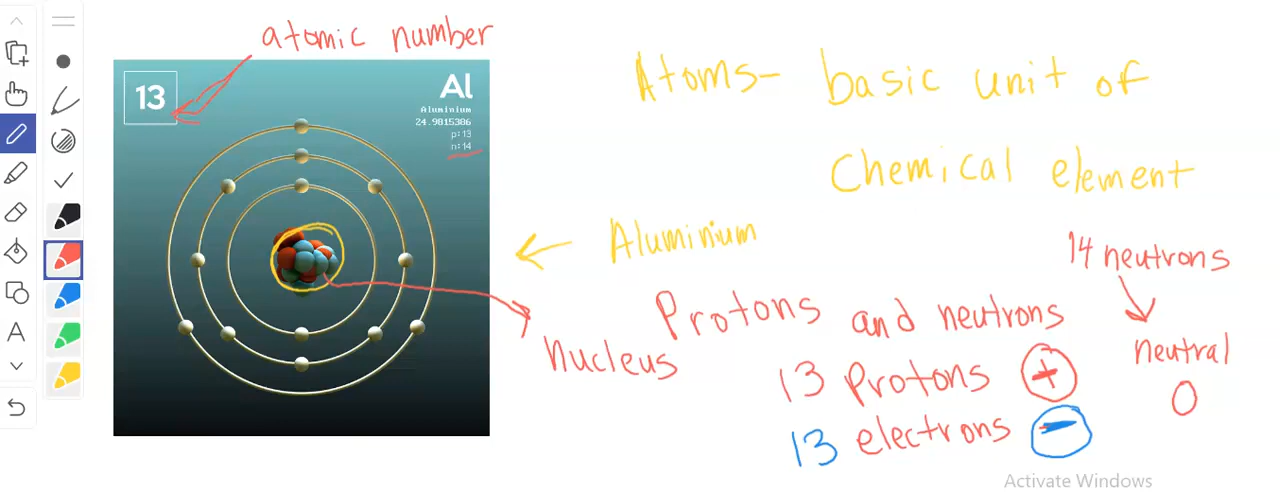 atomic number
13
Al
Aluminium
24.9815386
p:13
n:14
Atoms- basic unit of
Chemical element
Aluminium
14 neutrons
Protons and neutrons
nucleus
neutral
13 Protons +
0
13 electrons -
A
Activate Windows